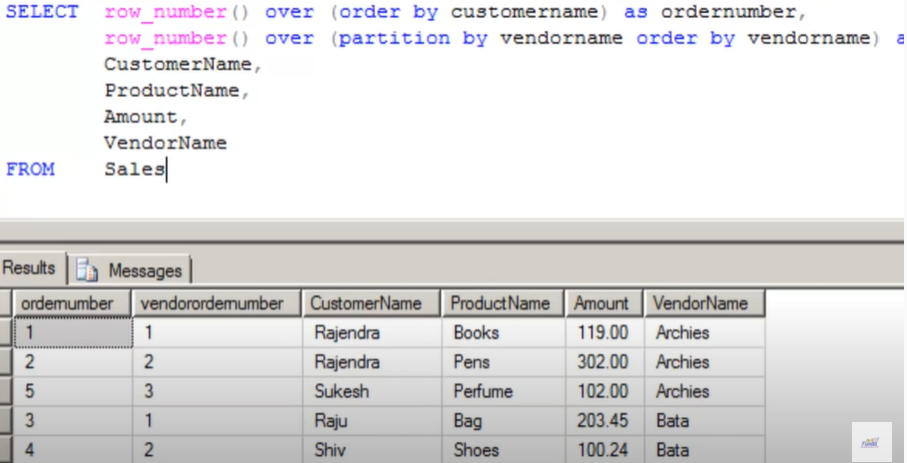 SELECT row_number() over (order by customername) as ordernumber,
row_number() over (partition by vendorname order by vendorname) a
CustomerName,
ProductName,
Amount,
VendorName
FROM Sales
Results Messages
ordernumber vendorordernumber CustomerName ProductName Amount VendorName
1 1 Rajendra Books 119.00 Archies
2 2 Rajendra Pens 302.00 Archies
5 3 Sukesh Perfume 102.00 Archies
3 1 Raju Bag 203.45 Bata
4 2 Shiv Shoes 100.24 Bata